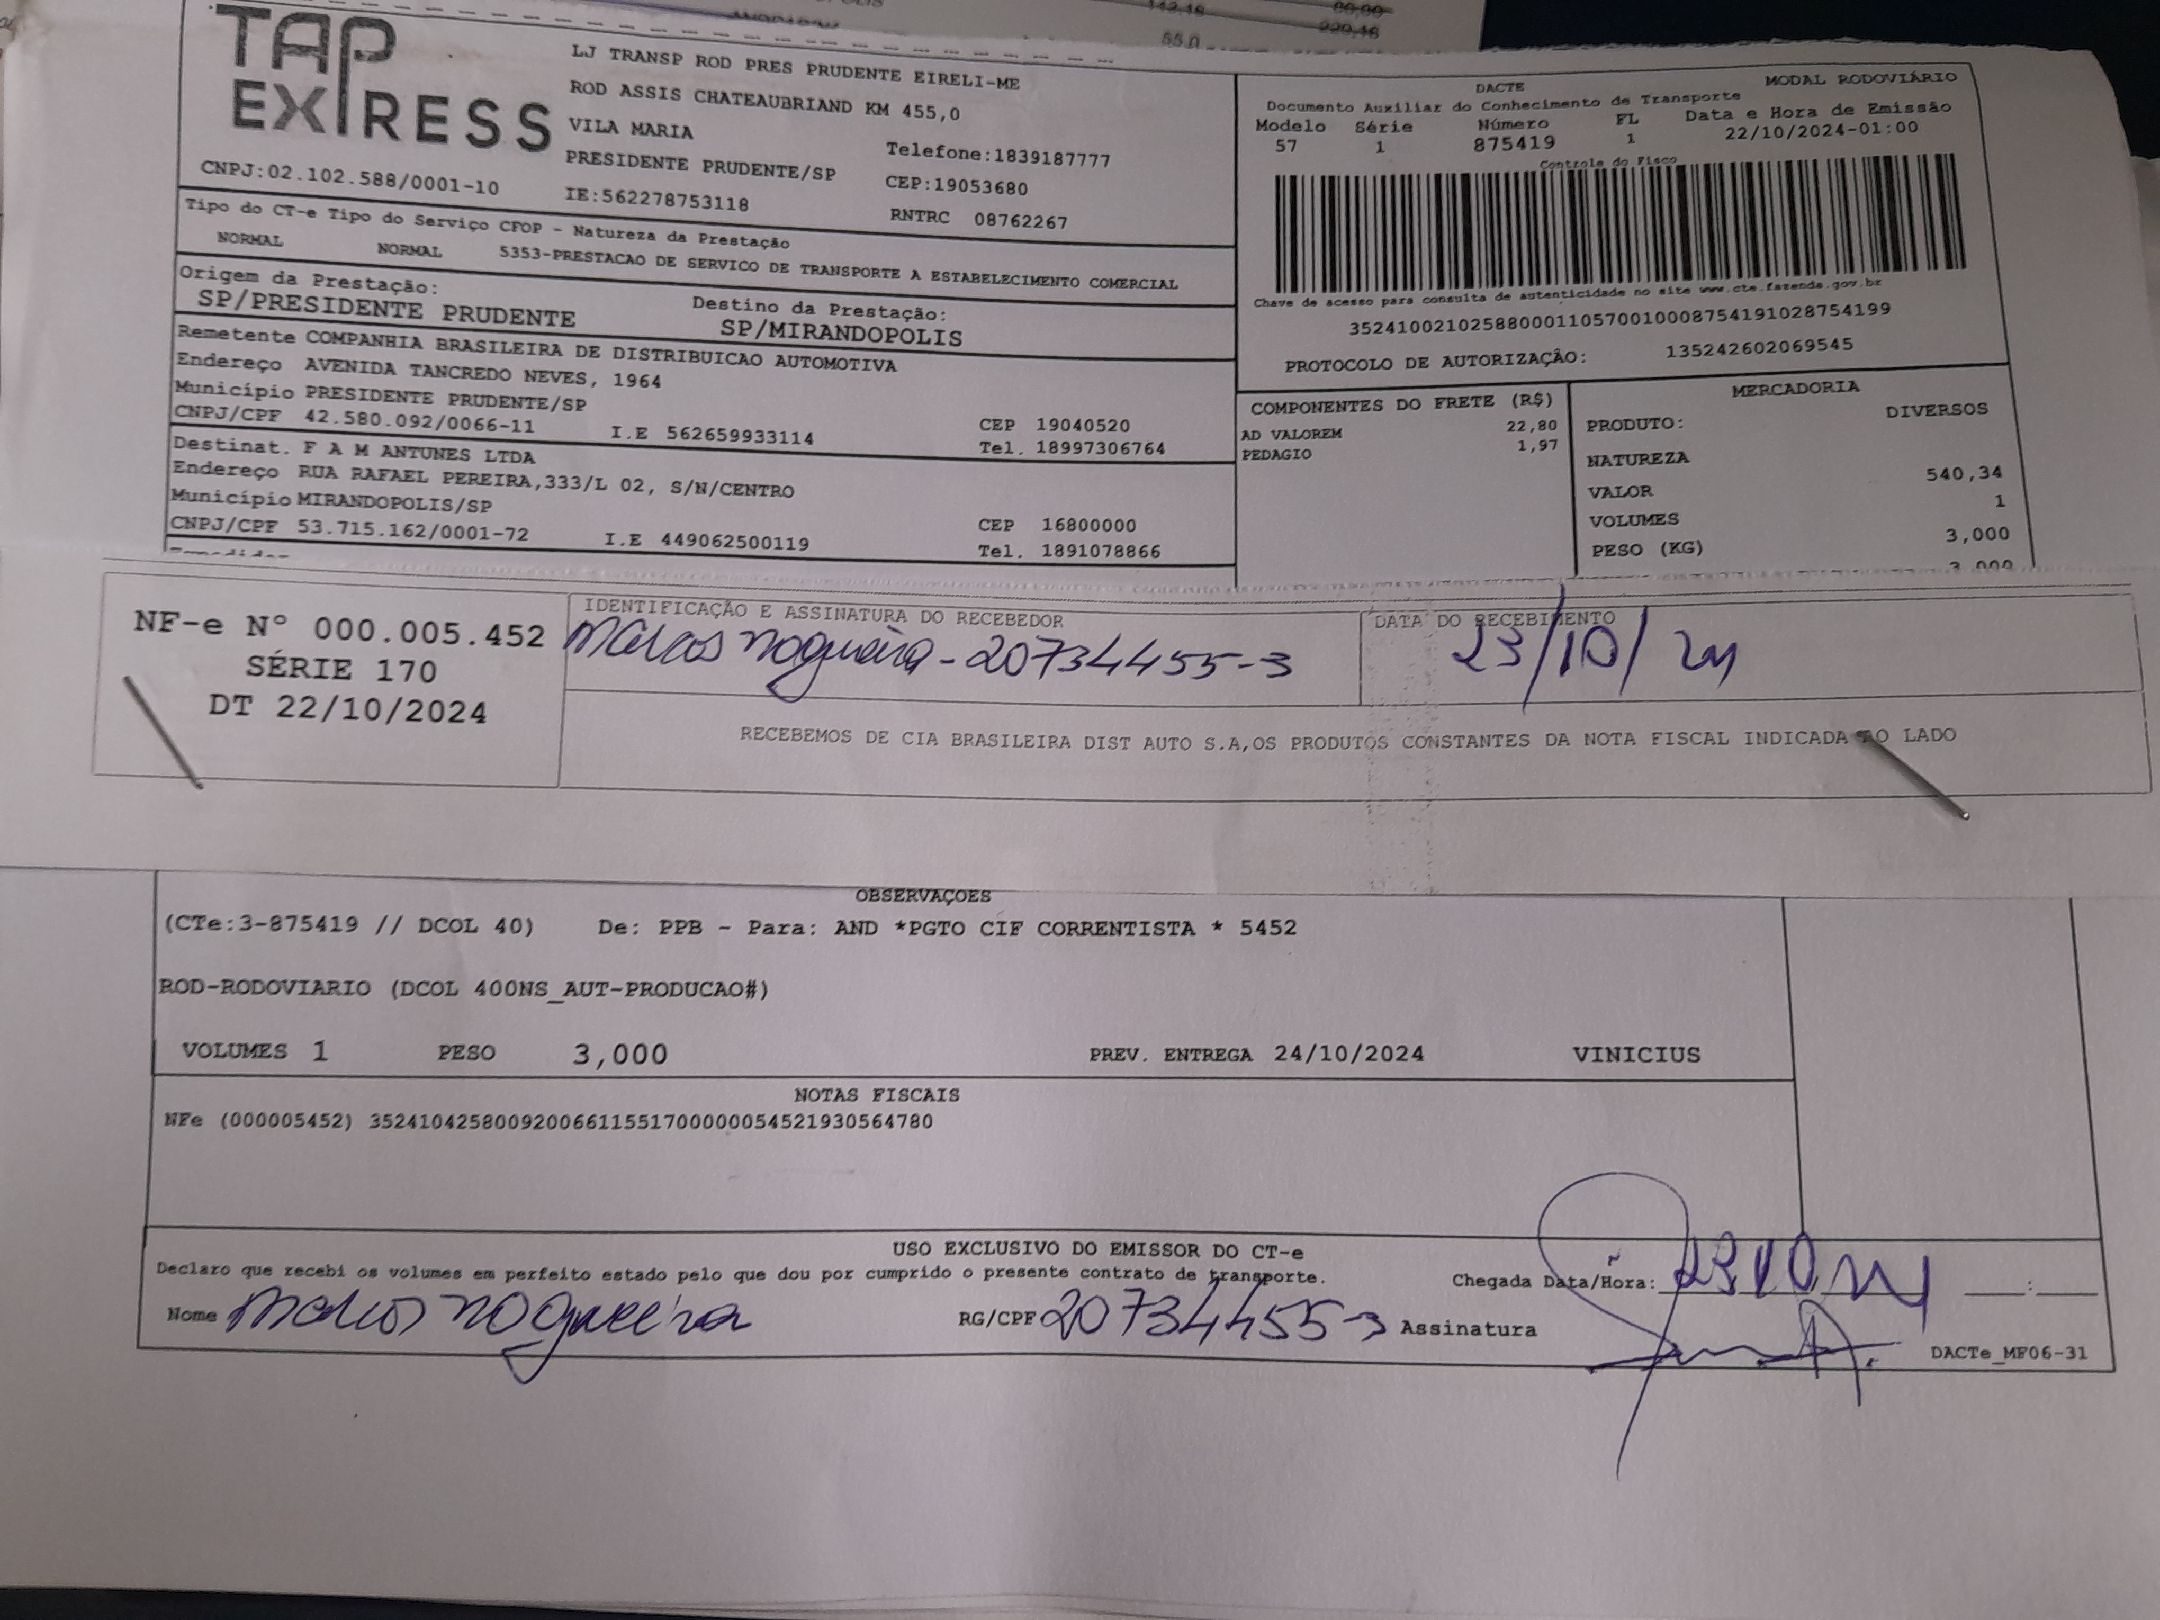 TAP
EXPRESS
CNPJ:02.102.588/0001-10
LJ TRANSP ROD PRES PRUDENTE EIRELI-ME
ROD ASSIS CHATEAUBRIAND KM 455,0
VILA MARIA
PRESIDENTE PRUDENTE/SP
IE:562278753118
Telefone:1839187777
CEP:19053680
RNTRC 08762267
DACTE MODAL RODOVIÁRIO
Documento Auxiliar do Conhecimento de Transporte
Modelo Série Número FL Data e Hora de Emissão
57 1 875419 1 22/10/2024-01:00
Controle do Fisco
Chave de acesso para consulta de autenticidade no site www.cte.fazenda.gov.br
35241002102588000110570010008754191028754199
PROTOCOLO DE AUTORIZAÇÃO: 135242602069545
Tipo do CT-e Tipo do Serviço CFOP - Natureza da Prestação
NORMAL NORMAL 5353-PRESTACAO DE SERVICO DE TRANSPORTE A ESTABELECIMENTO COMERCIAL
Origem da Prestação: Destino da Prestação:
SP/PRESIDENTE PRUDENTE SP/MIRANDOPOLIS
Remetente COMPANHIA BRASILEIRA DE DISTRIBUICAO AUTOMOTIVA
Endereço AVENIDA TANCREDO NEVES, 1964
Município PRESIDENTE PRUDENTE/SP CEP 19040520
CNPJ/CPF 42.580.092/0066-11 I.E 562659933114 Tel. 18997306764
Destinat. F A M ANTUNES LTDA
Endereço RUA RAFAEL PEREIRA,333/L 02, S/N/CENTRO
Município MIRANDOPOLIS/SP CEP 16800000
CNPJ/CPF 53.715.162/0001-72 I.E 449062500119 Tel. 1891078866
COMPONENTES DO FRETE (R$)
AD VALOREM 22,80
PEDAGIO 1,97
MERCADORIA
PRODUTO: DIVERSOS
NATUREZA
VALOR 540,34
VOLUMES 1
PESO (KG) 3,000
3,000
NF-e Nº 000.005.452
SÉRIE 170
DT 22/10/2024
IDENTIFICAÇÃO E ASSINATURA DO RECEBEDOR
Marcos Nogueira - 20734455-3
DATA DO RECEBIMENTO
23/10/24
RECEBEMOS DE CIA BRASILEIRA DIST AUTO S.A,OS PRODUTOS CONSTANTES DA NOTA FISCAL INDICADA AO LADO
OBSERVAÇOES
(CTe:3-875419 // DCOL 40) De: PPB - Para: AND *PGTO CIF CORRENTISTA * 5452
ROD-RODOVIARIO (DCOL 400NS_AUT-PRODUCAO#)
VOLUMES 1 PESO 3,000 PREV. ENTREGA 24/10/2024 VINICIUS
NOTAS FISCAIS
NFe (000005452) 35241042580092006611551700000054521930564780
USO EXCLUSIVO DO EMISSOR DO CT-e
Declaro que recebi os volumes em perfeito estado pelo que dou por cumprido o presente contrato de transporte. Chegada Data/Hora: 23 10 24 ____:____
Nome Marcos Nogueira RG/CPF 20734455-3 Assinatura
DACTe_MF06-31